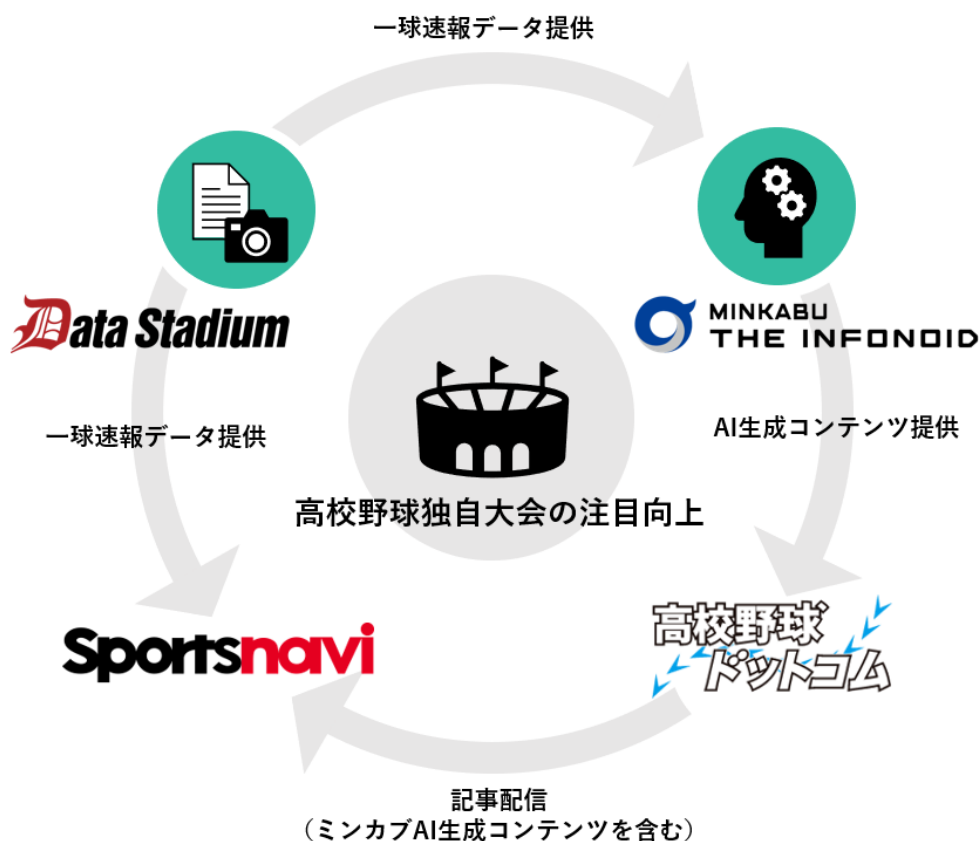 一球速報データ提供
Data Stadium
MINKABU
THE INFONOID
一球速報データ提供
AI生成コンテンツ提供
高校野球独自大会の注目向上
Sportsnavi
高校野球
ドットコム
記事配信
（ミンカブAI生成コンテンツを含む）